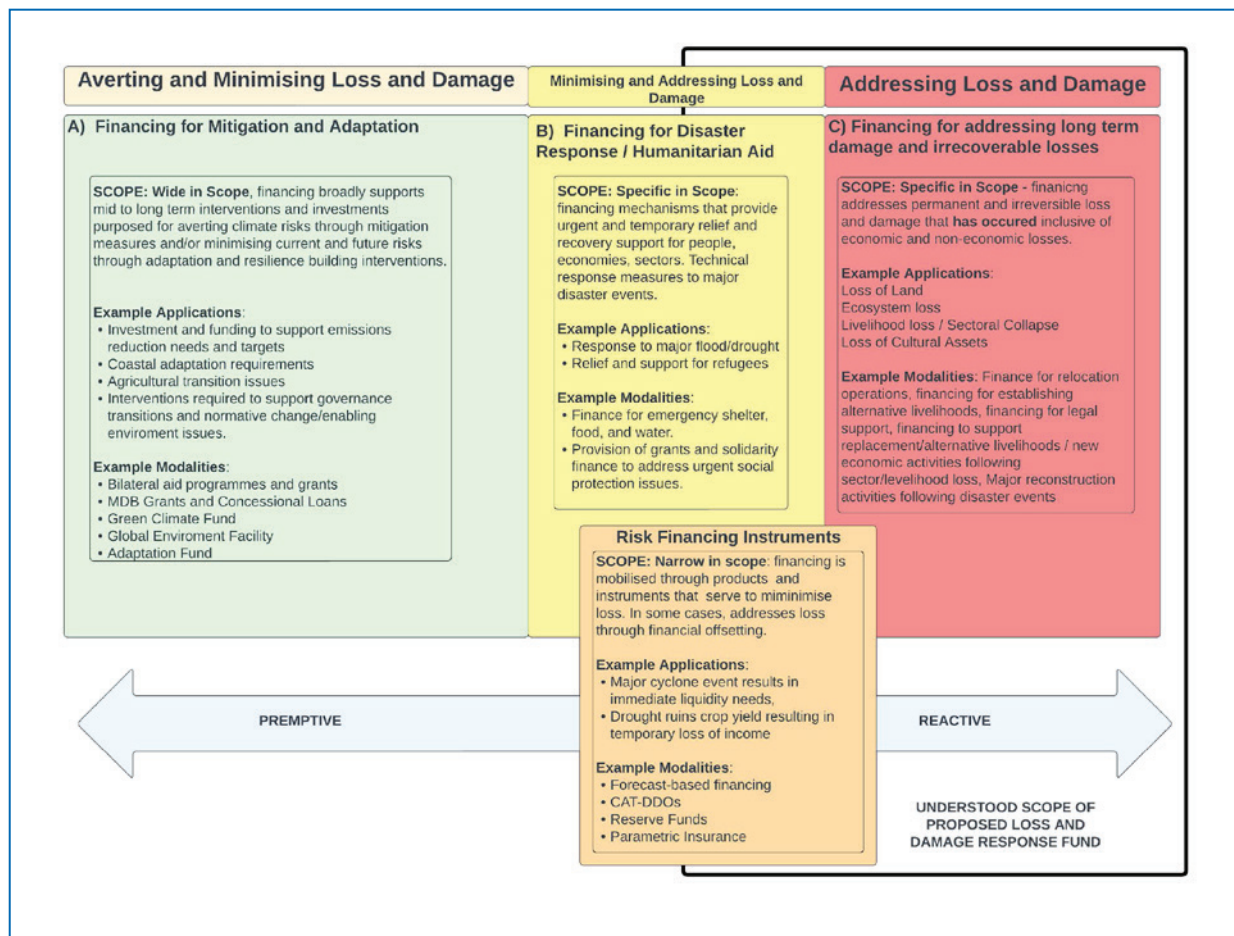 Averting and Minimising Loss and Damage
A) Financing for Mitigation and Adaptation
SCOPE: Wide in Scope, financing broadly supports
mid to long term interventions and investments
purposed for averting climate risks through mitigation
measures and/or minimising current and future risks
through adaptation and resilience building interventions.
Example Applications:
• Investment and funding to support emissions
reduction needs and targets
• Coastal adaptation requirements
• Agricultural transition issues
• Interventions required to support governance
transitions and normative change/enabling
enviroment issues.
Example Modalities:
• Bilateral aid programmes and grants
• MDB Grants and Concessional Loans
• Green Climate Fund
• Global Enviroment Facility
• Adaptation Fund
Minimising and Addressing Loss and
Damage
B) Financing for Disaster
Response / Humanitarian Aid
SCOPE: Specific in Scope:
financing mechanisms that provide
urgent and temporary relief and
recovery support for people,
economies, sectors. Technical
response measures to major
disaster events.
Example Applications:
• Response to major flood/drought
• Relief and support for refugees
Example Modalities:
• Finance for emergency shelter,
food, and water.
• Provision of grants and solidarity
finance to address urgent social
protection issues.
Addressing Loss and Damage
C) Financing for addressing long term
damage and irrecoverable losses
SCOPE: Specific in Scope - finanicng
addresses permanent and irreversible loss
and damage that has occured inclusive of
economic and non-economic losses.
Example Applications:
Loss of Land
Ecosystem loss
Livelihood loss / Sectoral Collapse
Loss of Cultural Assets
Example Modalities: Finance for relocation
operations, financing for establishing
alternative livelihoods, financing for legal
support, financing to support
replacement/alternative livelihoods / new
economic activities following
sector/levelihood loss, Major reconstruction
activities following disaster events
Risk Financing Instruments
SCOPE: Narrow in scope: financing is
mobilised through products and
instruments that serve to miminimise
loss. In some cases, addresses loss
through financial offsetting.
Example Applications:
• Major cyclone event results in
immediate liquidity needs,
• Drought ruins crop yield resulting in
temporary loss of income
Example Modalities:
• Forecast-based financing
• CAT-DDOs
• Reserve Funds
• Parametric Insurance
PREMPTIVE
REACTIVE
UNDERSTOOD SCOPE OF
PROPOSED LOSS AND
DAMAGE RESPONSE FUND